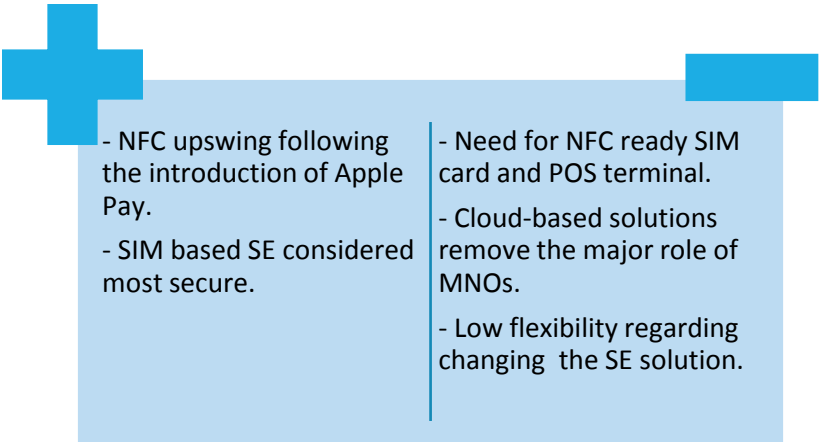 - NFC upswing following
the introduction of Apple
Pay.
- SIM based SE considered
most secure.
- Need for NFC ready SIM
card and POS terminal.
- Cloud-based solutions
remove the major role of
MNOs.
- Low flexibility regarding
changing  the SE solution.